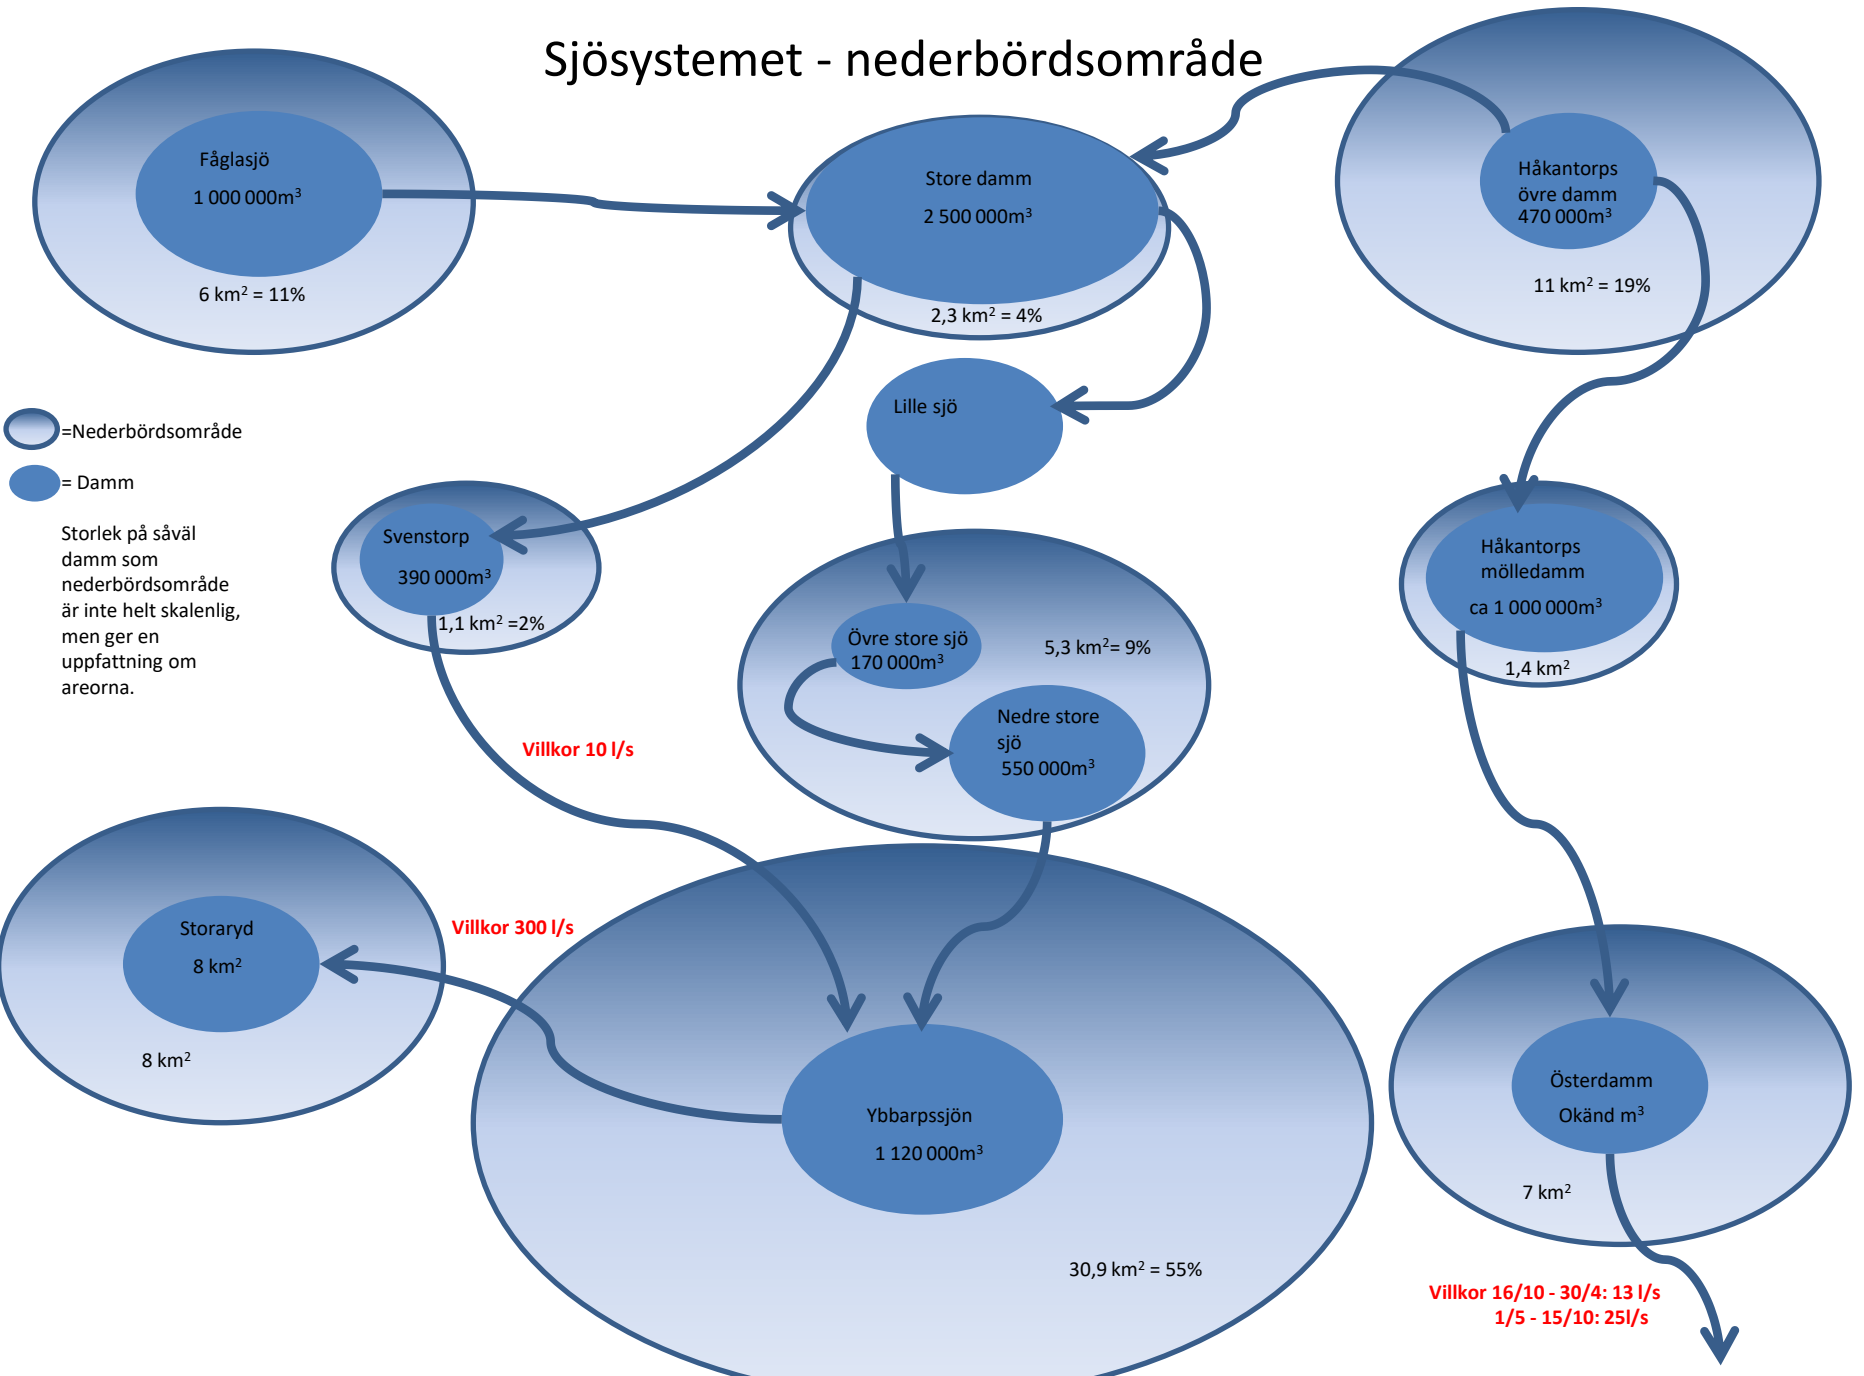 Sjösystemet - nederbördsområde
Fåglasjö
1 000 000m³
6 km² = 11%
Store damm
2 500 000m³
2,3 km² = 4%
Håkantorps
övre damm
470 000m³
11 km² = 19%
Lille sjö
=Nederbördsområde
= Damm
Storlek på såväl
damm som
nederbördsområde
är inte helt skalenlig,
men ger en
uppfattning om
areorna.
Svenstorp
390 000m³
1,1 km² =2%
Övre store sjö
170 000m³
5,3 km²= 9%
Nedre store
sjö
550 000m³
Håkantorps
mölledamm
ca 1 000 000m³
1,4 km²
Villkor 10 l/s
Storaryd
8 km²
8 km²
Villkor 300 l/s
Ybbarpssjön
1 120 000m³
30,9 km² = 55%
Österdamm
Okänd m³
7 km²
Villkor 16/10 - 30/4: 13 l/s
1/5 - 15/10: 25l/s